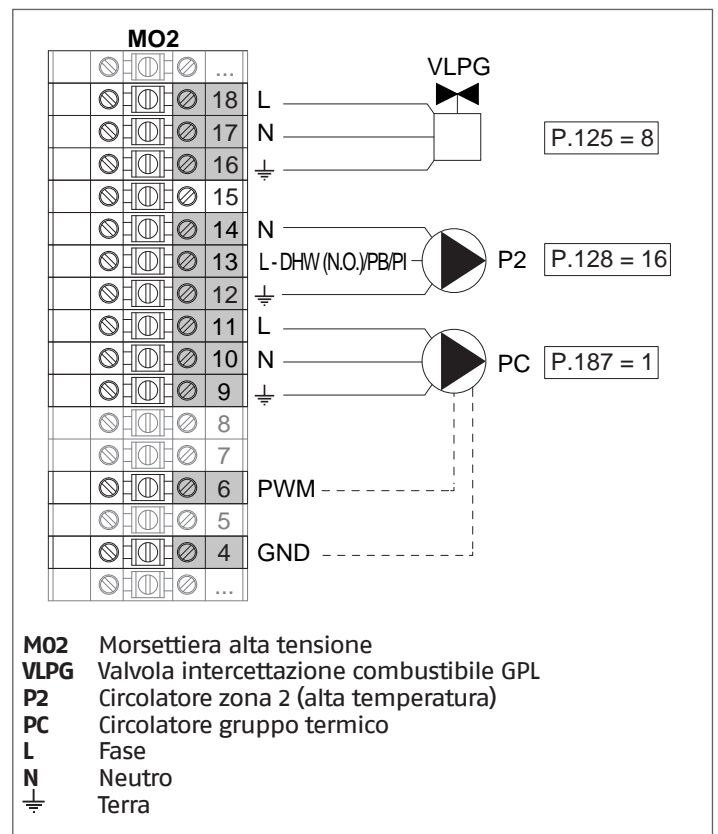 MO2
VLPG
...
18 L
17 N
P.125 = 8
16
15
14 N
13 L - DHW (N.O.)/PB/PI P2 P.128 = 16
12
11 L
10 N PC P.187 = 1
9
8
7
6 PWM
5
4 GND
...
M02 Morsettiera alta tensione
VLPG Valvola intercettazione combustibile GPL
P2 Circolatore zona 2 (alta temperatura)
PC Circolatore gruppo termico
L Fase
N Neutro
⏚ Terra